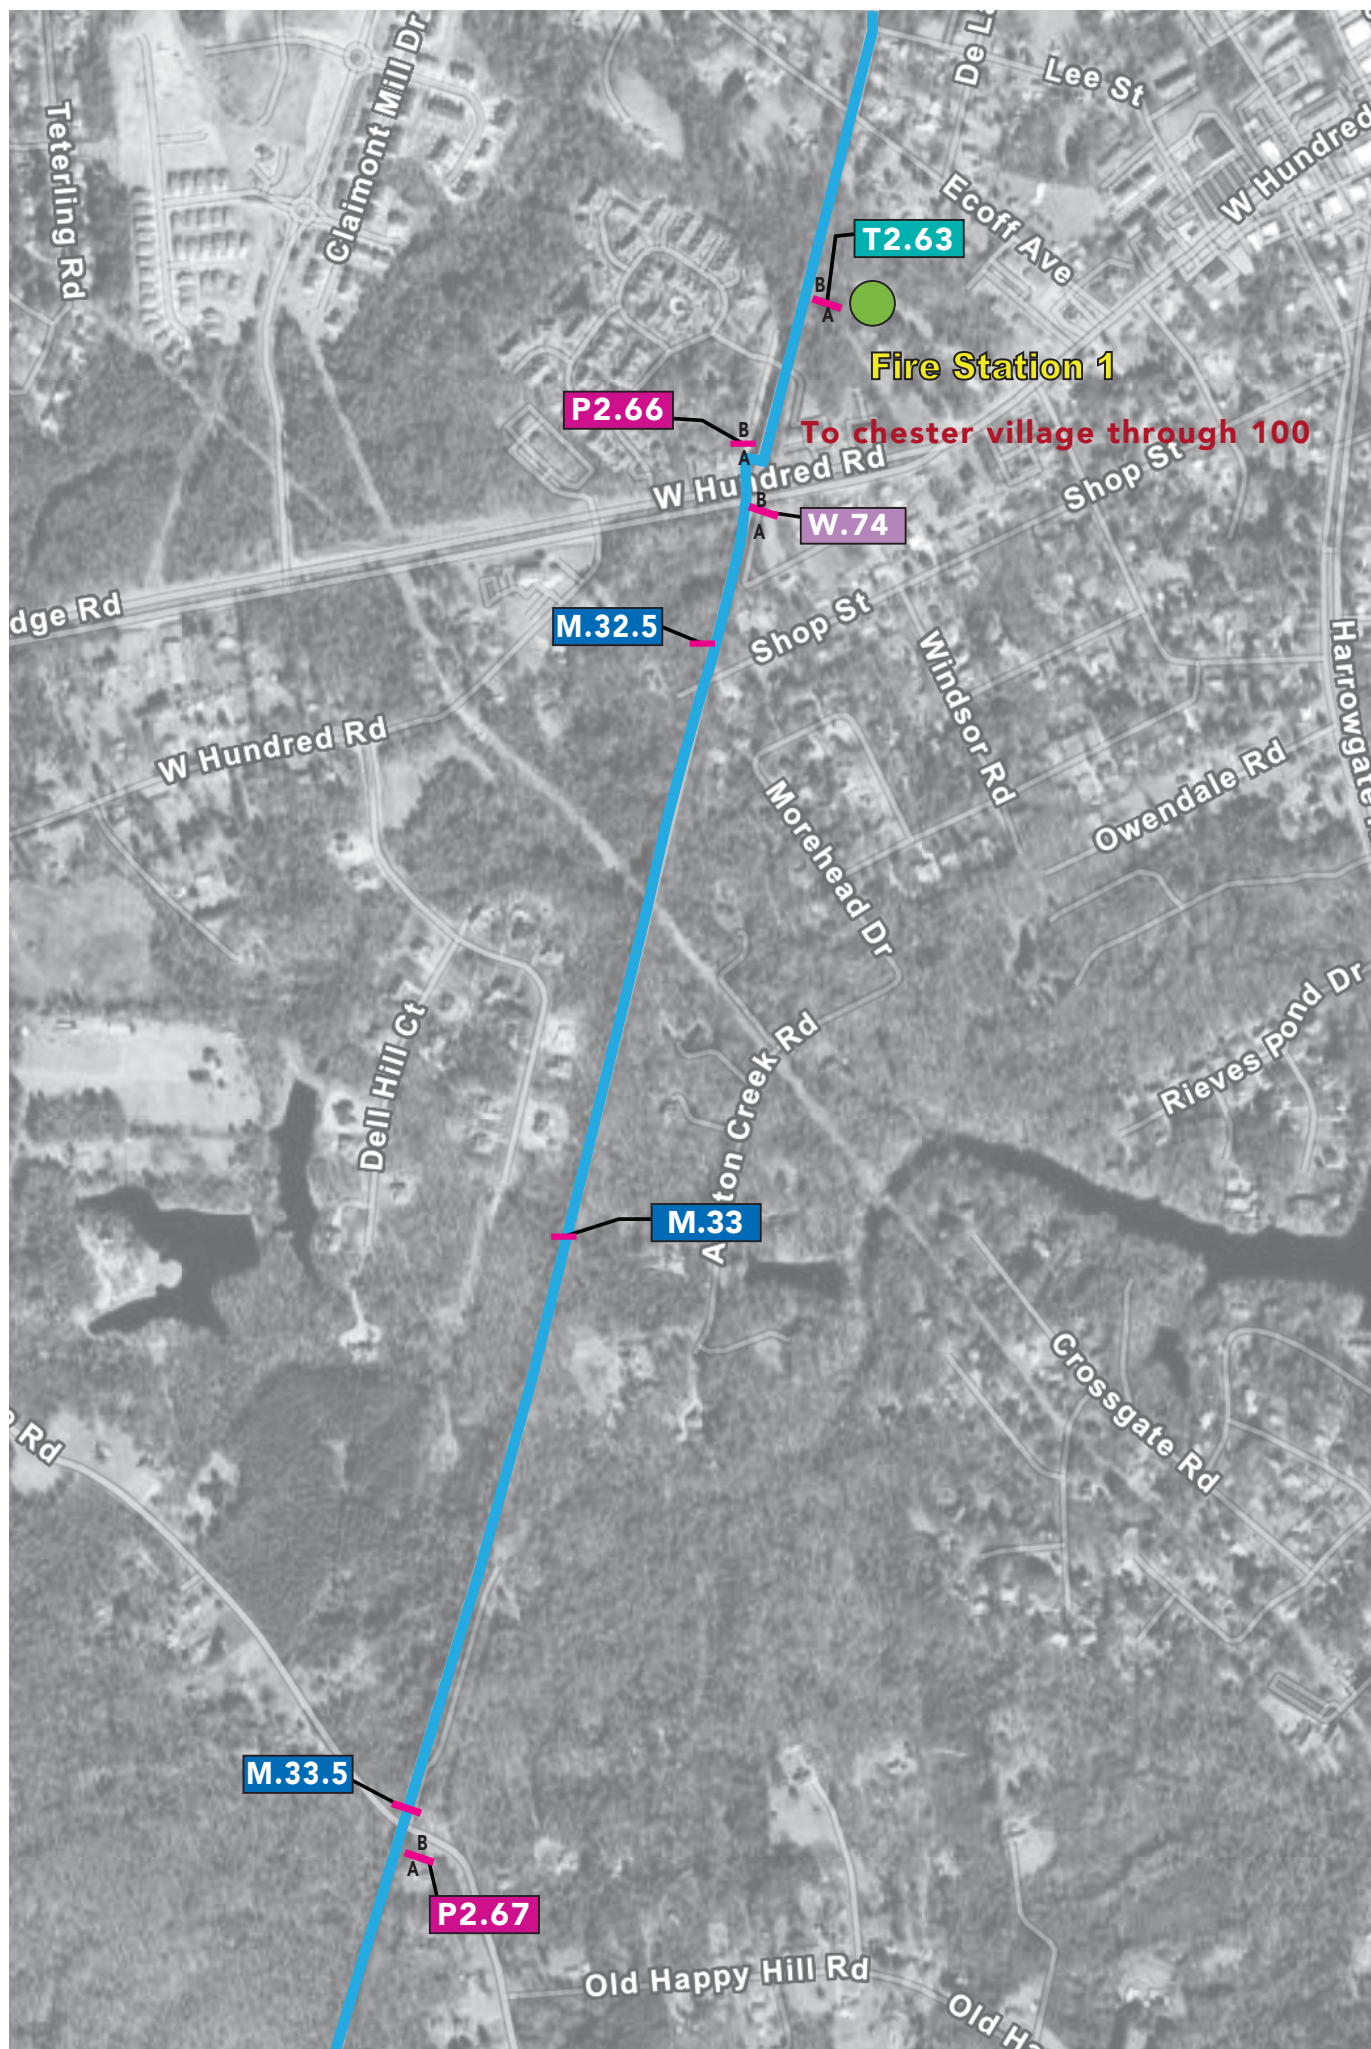 De La
Lee St
Claimont Mill Dr
Teterling Rd
W Hundred
Ecoff Ave
T2.63
B
A
Fire Station 1
P2.66
B
A
To chester village through 100
W Hundred Rd
Shop St
B
A
W.74
dge Rd
M.32.5
Shop St
Windsor Rd
Harrowgate
W Hundred Rd
Owendale Rd
Morehead Dr
Rieves Pond Dr
Dell Hill Ct
ton Creek Rd
A
M.33
Crossgate Rd
Rd
M.33.5
B
A
P2.67
Old Happy Hill Rd
Old Ha